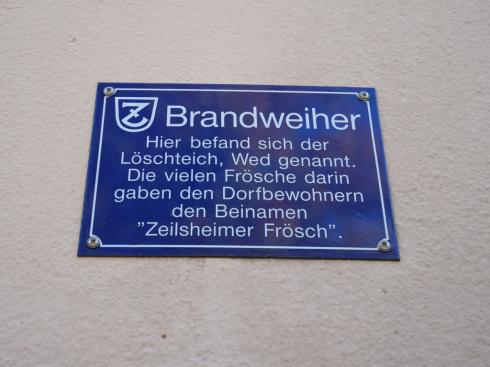 Brandweiher
Hier befand sich der
Löschteich, Wed genannt.
Die vielen Frösche darin
gaben den Dorfbewohnern
den Beinamen
"Zeilsheimer Frösch".